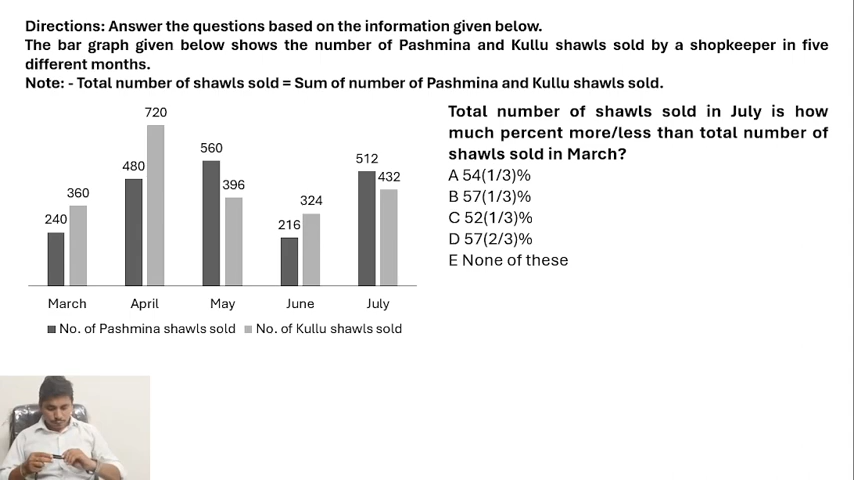 Directions: Answer the questions based on the information given below.
The bar graph given below shows the number of Pashmina and Kullu shawls sold by a shopkeeper in five
different months.
Note: - Total number of shawls sold = Sum of number of Pashmina and Kullu shawls sold.
Total number of shawls sold in July is how
much percent more/less than total number of
shawls sold in March?
A 54(1/3)%
B 57(1/3)%
C 52(1/3)%
D 57(2/3)%
E None of these
240 360 480 720 560 396 216 324 512 432
March April May June July
No. of Pashmina shawls sold No. of Kullu shawls sold